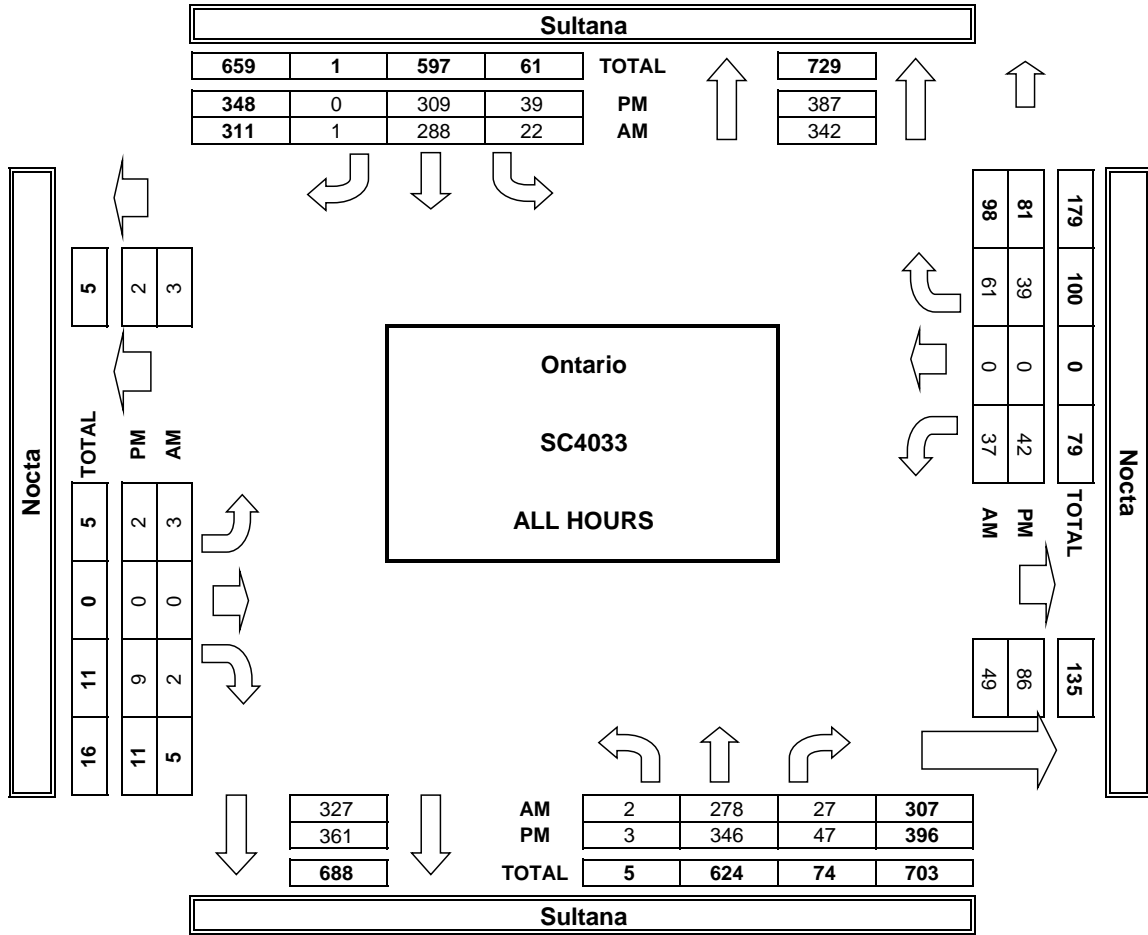 Sultana
659 1 597 61 TOTAL 729
348 0 309 39 PM 387
311 1 288 22 AM 342
Nocta
5 2 3
TOTAL PM AM
5 2 3
0 0 0
11 9 2
16 11 5
Ontario
SC4033
ALL HOURS
98 81 179
61 39 100
0 0 0
37 42 79
AM PM TOTAL
49 86 135
Nocta
327 AM 2 278 27 307
361 PM 3 346 47 396
688 TOTAL 5 624 74 703
Sultana